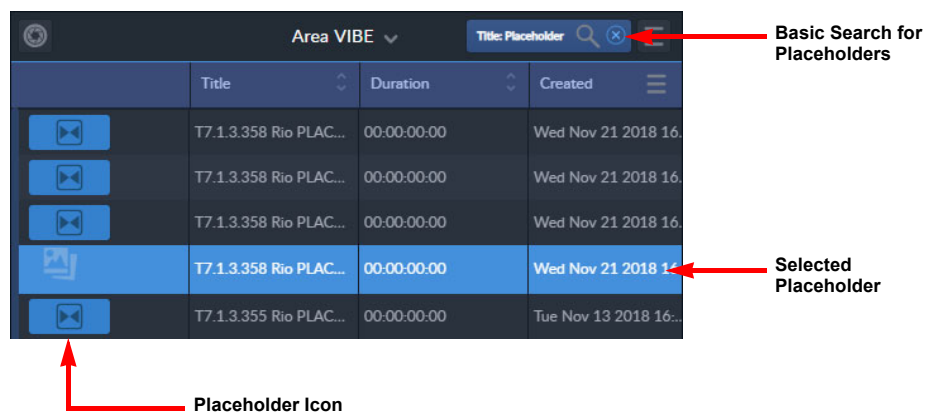 Area VIBE
Title: Placeholder
Basic Search for
Placeholders
Title Duration Created
T7.1.3.358 Rio PLAC... 00:00:00:00 Wed Nov 21 2018 16.
T7.1.3.358 Rio PLAC... 00:00:00:00 Wed Nov 21 2018 16.
T7.1.3.358 Rio PLAC... 00:00:00:00 Wed Nov 21 2018 16.
T7.1.3.358 Rio PLAC... 00:00:00:00 Wed Nov 21 2018 16
Selected
Placeholder
T7.1.3.355 Rio PLAC... 00:00:00:00 Tue Nov 13 2018 16:..
Placeholder Icon